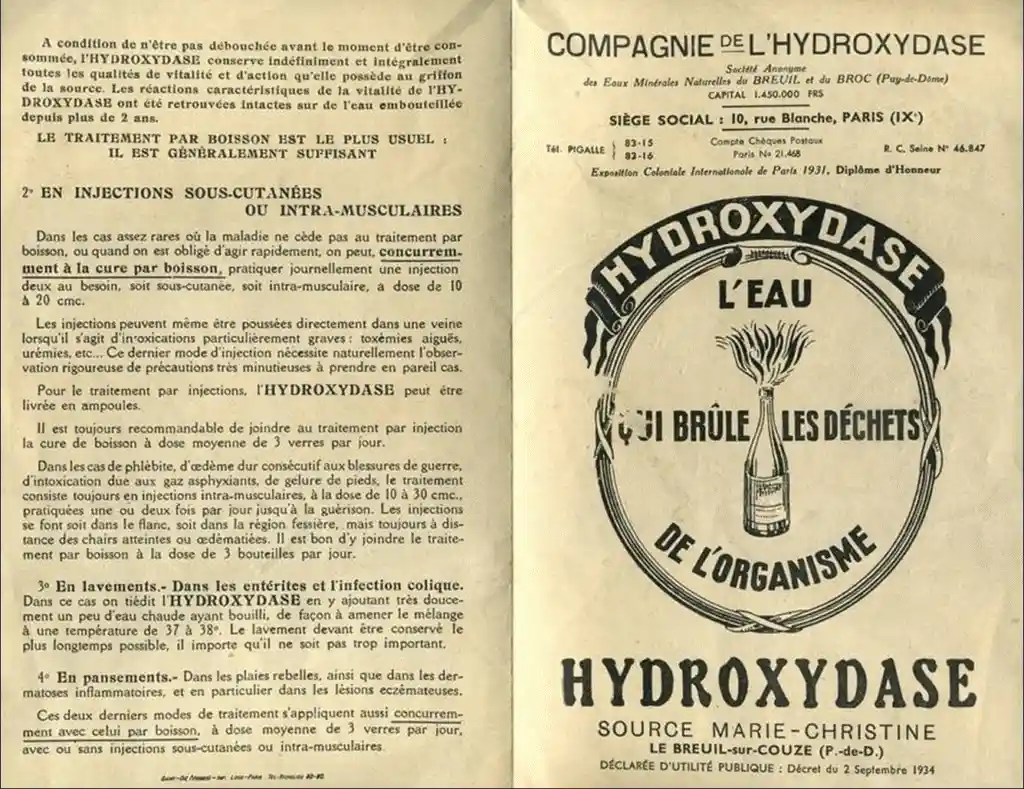 A condition de n'être pas débouchée avant le moment d'être con-
sommée, l'HYDROXYDASE conserve indéfiniment et intégralement
toutes les qualités de vitalité et d'action qu'elle possède au griffon
de la source. Les réactions caractéristiques de la vitalité de l'HY-
DROXYDASE ont été retrouvées intactes sur de l'eau embouteillée
depuis plus de 2 ans.
LE TRAITEMENT PAR BOISSON EST LE PLUS USUEL :
IL EST GÉNÉRALEMENT SUFFISANT
2º EN INJECTIONS SOUS-CUTANÉES
OU INTRA-MUSCULAIRES
Dans les cas assez rares où la maladie ne cède pas au traitement par
boisson, ou quand on est obligé d'agir rapidement, on peut, concurrem-
ment à la cure par boisson, pratiquer journellement une injection
deux au besoin, soit sous-cutanée, soit intra-musculaire, a dose de 10
à 20 cmc.
Les injections peuvent même être poussées directement dans une veine
lorsqu'il s'agit d'intoxications particulièrement graves : toxémies aiguës,
urémies, etc... Ce dernier mode d'injection nécessite naturellement l'obser-
vation rigoureuse de précautions très minutieuses à prendre en pareil cas.
Pour le traitement par injections, l'HYDROXYDASE peut être
livrée en ampoules.
Il est toujours recommandable de joindre au traitement par injection
la cure de boisson à dose moyenne de 3 verres par jour.
Dans les cas de phlébite, d'œdème dur consécutif aux blessures de guerre,
d'intoxication due aux gaz asphyxiants, de gelure de pieds, le traitement
consiste toujours en injections intra-musculaires, à la dose de 10 à 30 cmc.,
pratiquées une ou deux fois par jour jusqu'à la guérison. Les injections
se font soit dans le flanc, soit dans la région fessière, mais toujours à dis-
tance des chairs atteintes ou œdématiées. Il est bon d'y joindre le traite-
ment par boisson à la dose de 3 bouteilles par jour.
3º En lavements.- Dans les entérites et l'infection colique.
Dans ce cas on tiédit l'HYDROXYDASE en y ajoutant très douce-
ment un peu d'eau chaude ayant bouilli, de façon à amener le mélange
à une température de 37 à 38º. Le lavement devant être conservé le
plus longtemps possible, il importe qu'il ne soit pas trop important.
4º En pansements.- Dans les plaies rebelles, ainsi que dans les der-
matoses inflammatoires, et en particulier dans les lésions eczémateuses.
Ces deux derniers modes de traitement s'appliquent aussi concurrem-
ment avec celui par boisson, à dose moyenne de 3 verres par jour,
avec ou sans injections sous-cutanées ou intra-musculaires
COMPAGNIE DE L'HYDROXYDASE
Société Anonyme
des Eaux Minérales Naturelles du BREUIL et du BROC (Puy-de-Dôme)
CAPITAL 1.450.000 FRS
SIÈGE SOCIAL : 10, rue Blanche, PARIS (IXᵉ)
Tél. PIGALLE 83-15
83-16
Compte Chèques Postaux
Paris Nº 21.468
R. C. Seine Nº 46.847
Exposition Coloniale Internationale de Paris 1931, Diplôme d'Honneur
HYDROXYDASE
L'EAU
QUI BRÛLE LES DÉCHETS
DE L'ORGANISME
HYDROXYDASE
SOURCE MARIE-CHRISTINE
LE BREUIL-sur-COUZE (P.-de-D.)
DÉCLARÉE D'UTILITÉ PUBLIQUE : Décret du 2 Septembre 1934